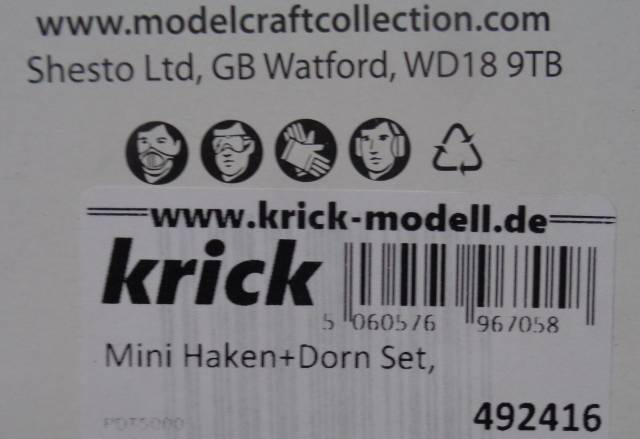 www.modelcraftcollection.com
Shesto Ltd, GB Watford, WD18 9TB
www.krick-modell.de
krick
5 060576 967058
Mini Haken+Dorn Set,
PDT5000
492416